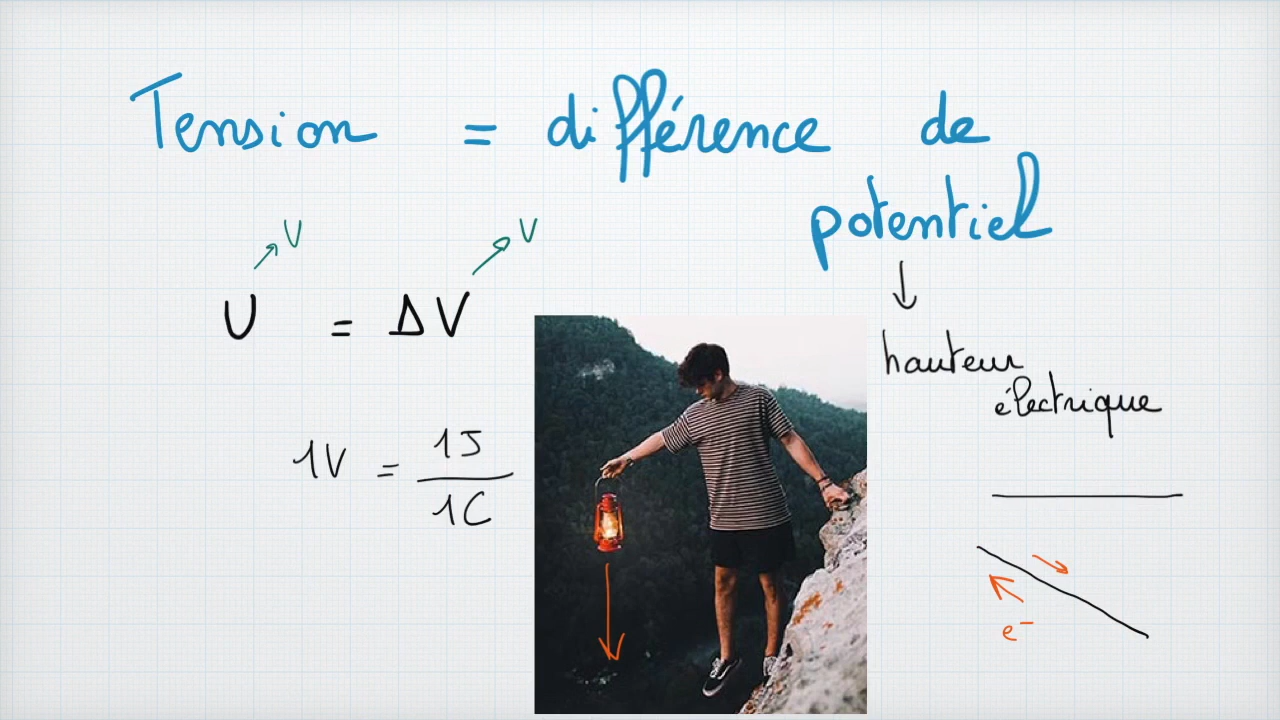 Tension = différence de
potentiel
V
V
U = ΔV
hauteur
électrique
1V = 1J
1C
e⁻